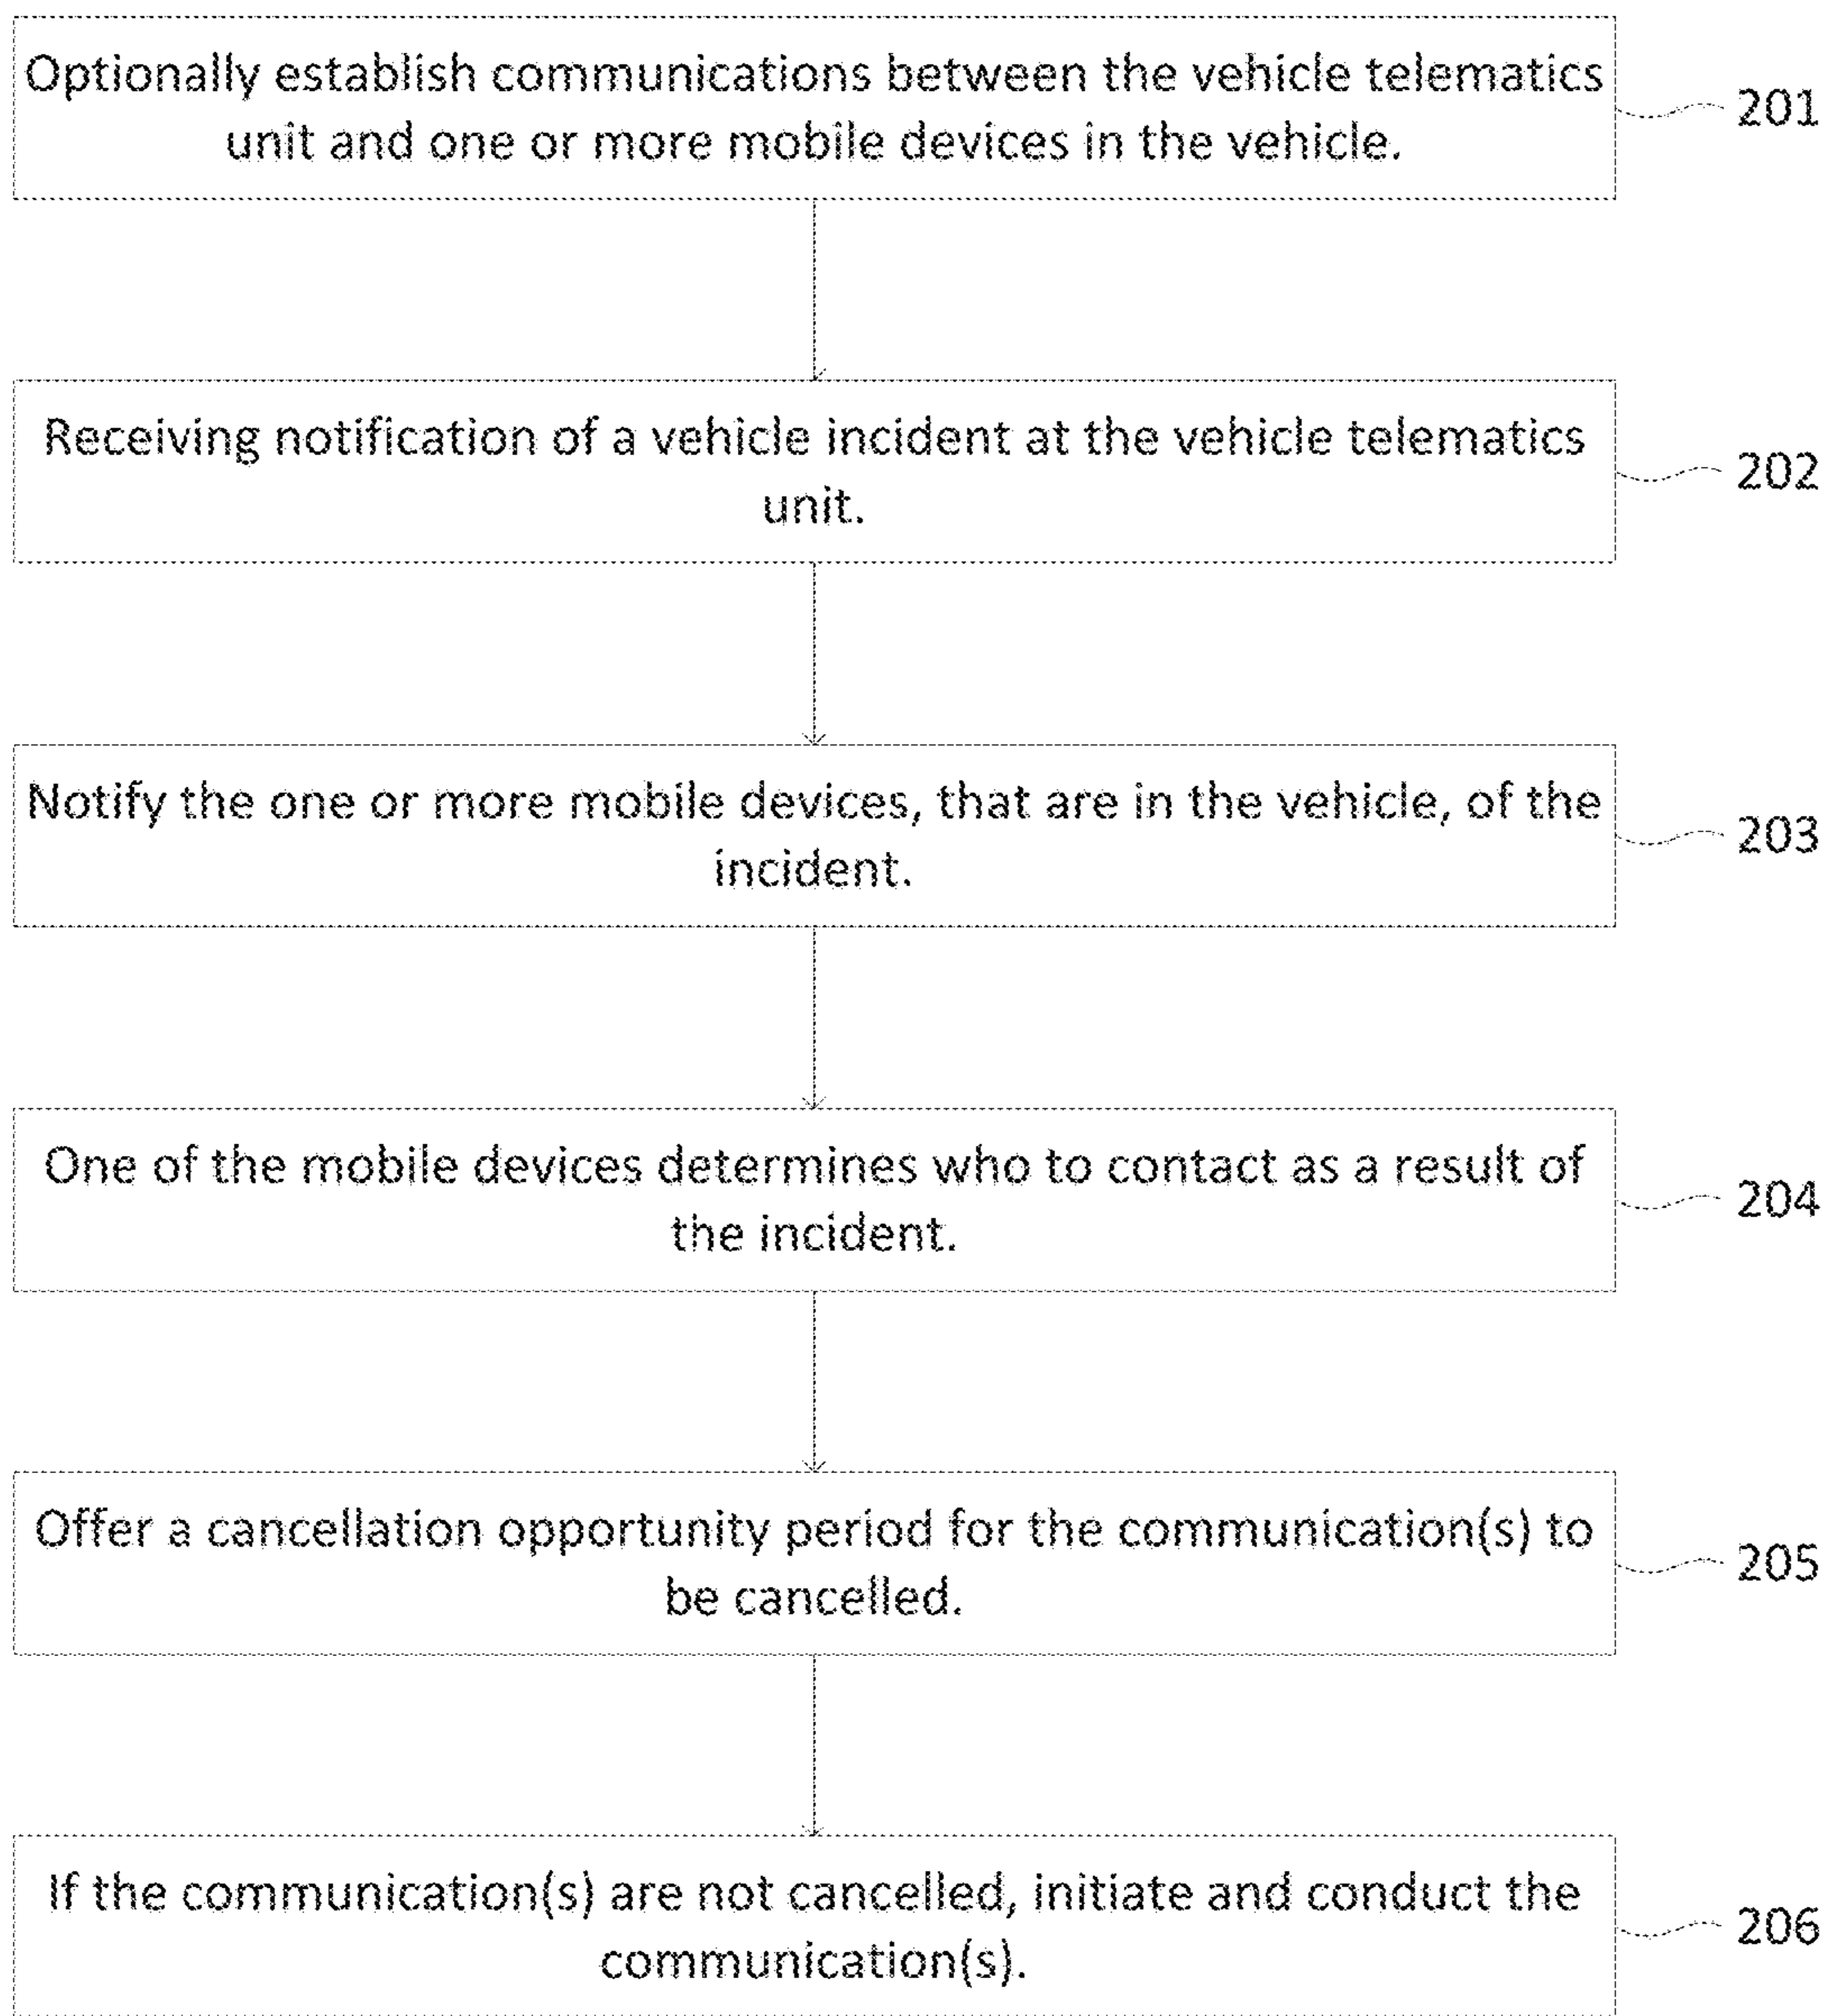 Optionally establish communications between the vehicle telematics
unit and one or more mobile devices in the vehicle.
201
Receiving notification of a vehicle incident at the vehicle telematics
unit.
202
Notify the one or more mobile devices, that are in the vehicle, of the
incident.
203
One of the mobile devices determines who to contact as a result of
the incident.
204
Offer a cancellation opportunity period for the communication(s) to
be cancelled.
205
If the communication(s) are not cancelled, initiate and conduct the
communication(s).
206